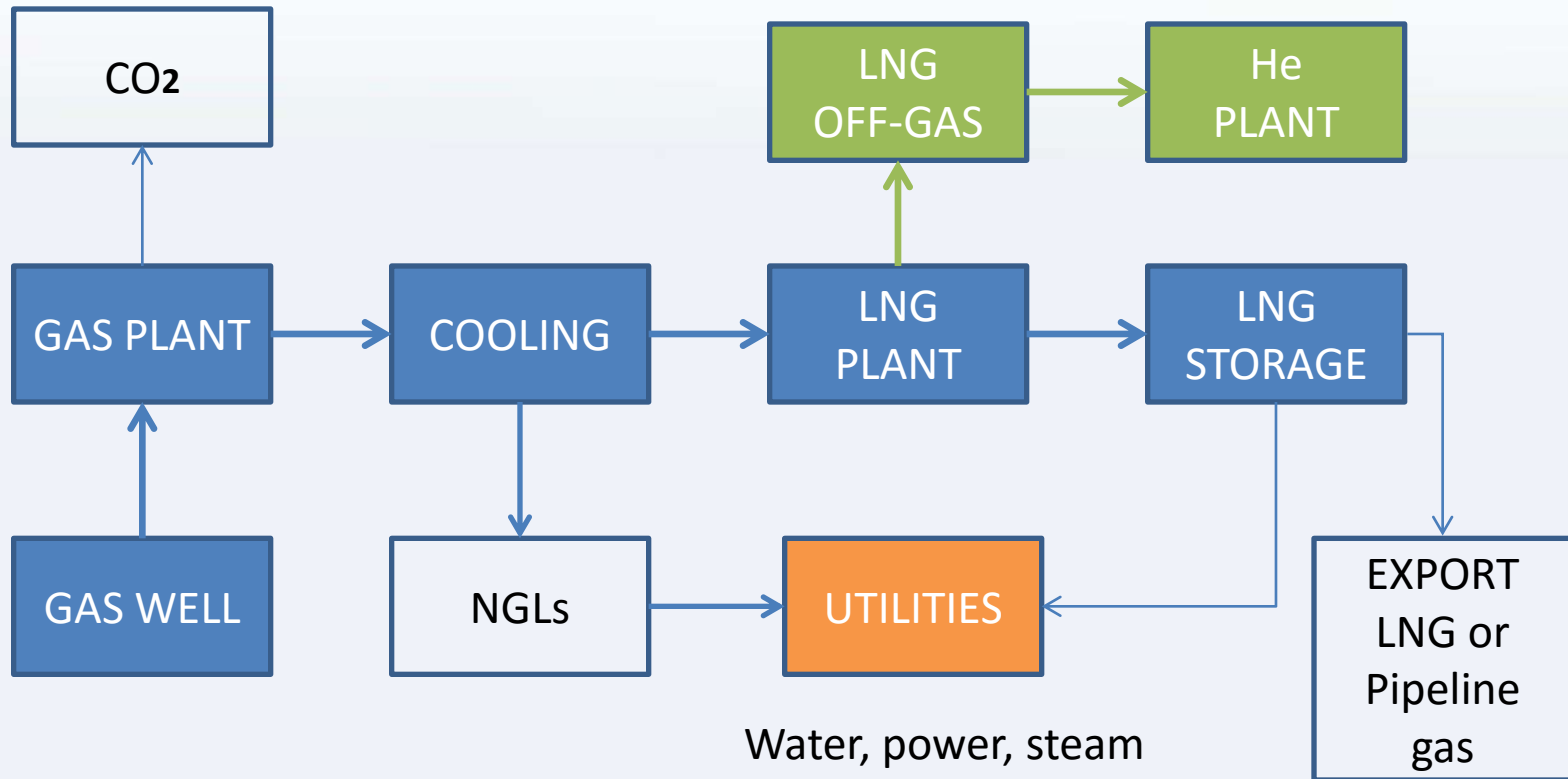 CO2
LNG
OFF-GAS
He
PLANT
GAS PLANT
COOLING
LNG
PLANT
LNG
STORAGE
GAS WELL
NGLs
UTILITIES
EXPORT
LNG or
Pipeline
gas
Water, power, steam